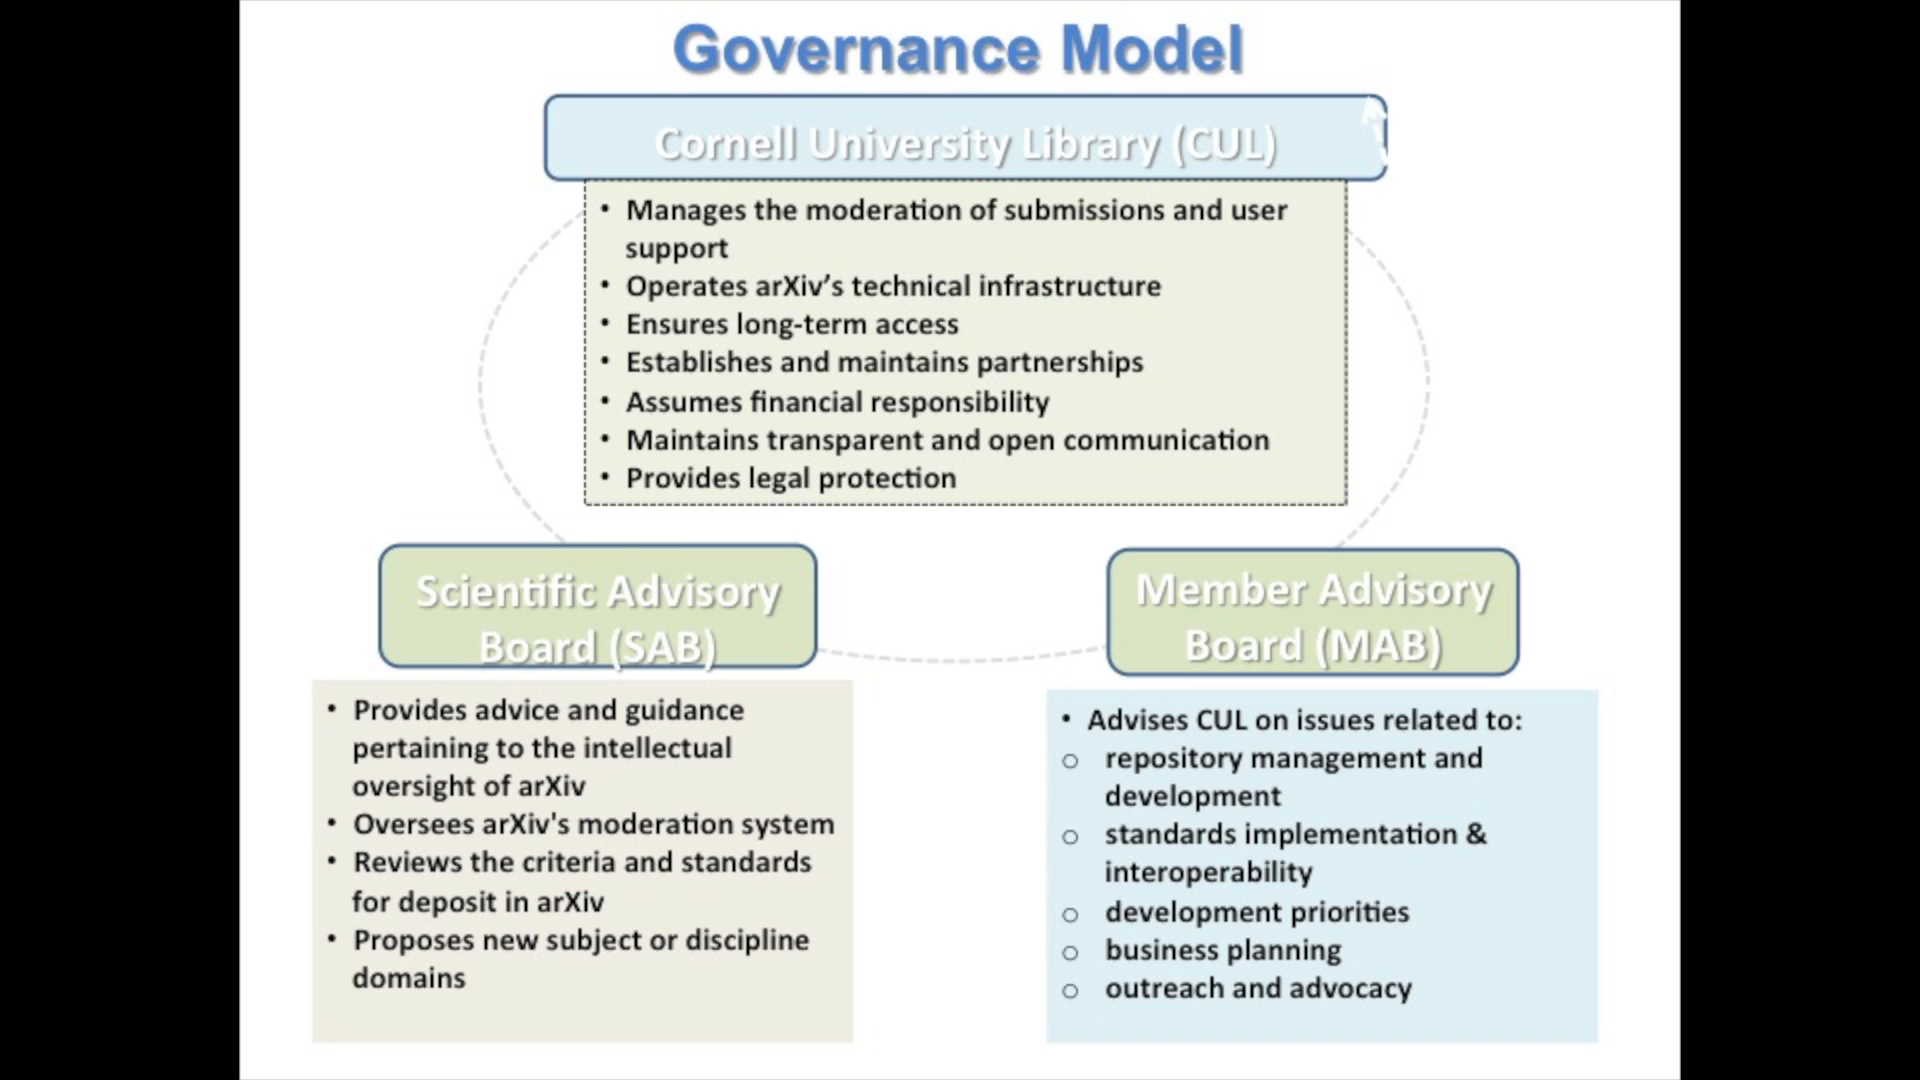 Governance Model
Cornell University Library (CUL)
• Manages the moderation of submissions and user
support
• Operates arXiv’s technical infrastructure
• Ensures long-term access
• Establishes and maintains partnerships
• Assumes financial responsibility
• Maintains transparent and open communication
• Provides legal protection
Scientific Advisory
Board (SAB)
• Provides advice and guidance
pertaining to the intellectual
oversight of arXiv
• Oversees arXiv's moderation system
• Reviews the criteria and standards
for deposit in arXiv
• Proposes new subject or discipline
domains
Member Advisory
Board (MAB)
• Advises CUL on issues related to:
o repository management and
development
o standards implementation &
interoperability
o development priorities
o business planning
o outreach and advocacy